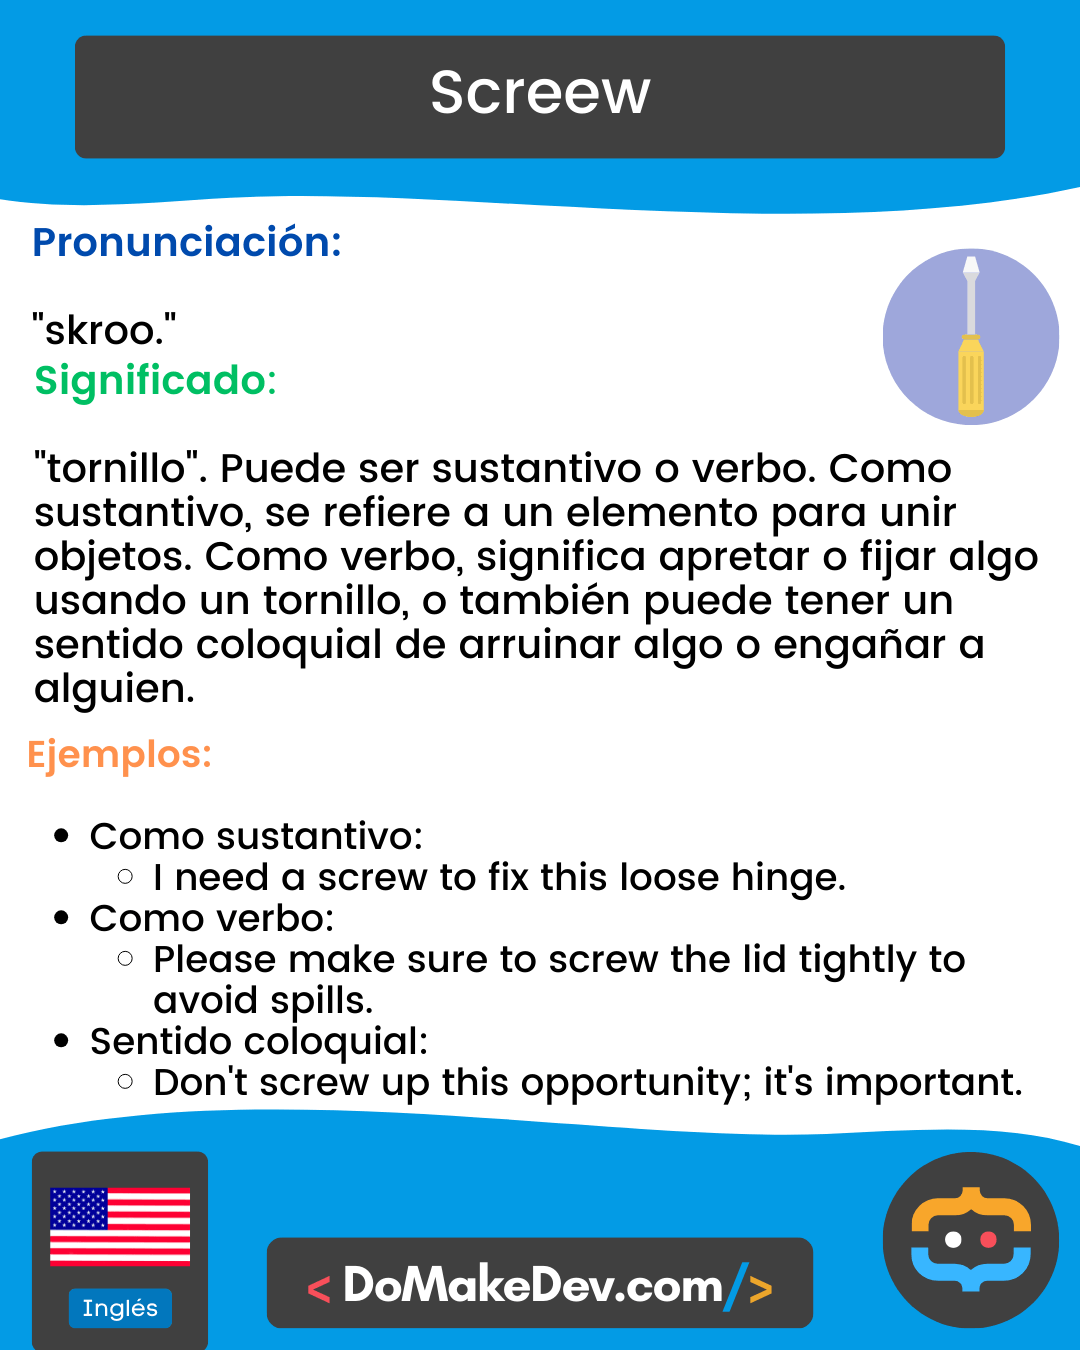 Screew
Pronunciación:
"skroo."
Significado:
"tornillo". Puede ser sustantivo o verbo. Como
sustantivo, se refiere a un elemento para unir
objetos. Como verbo, significa apretar o fijar algo
usando un tornillo, o también puede tener un
sentido coloquial de arruinar algo o engañar a
alguien.
Ejemplos:
• Como sustantivo:
○ I need a screw to fix this loose hinge.
• Como verbo:
○ Please make sure to screw the lid tightly to
avoid spills.
• Sentido coloquial:
○ Don't screw up this opportunity; it's important.
Inglés
< DoMakeDev.com/>